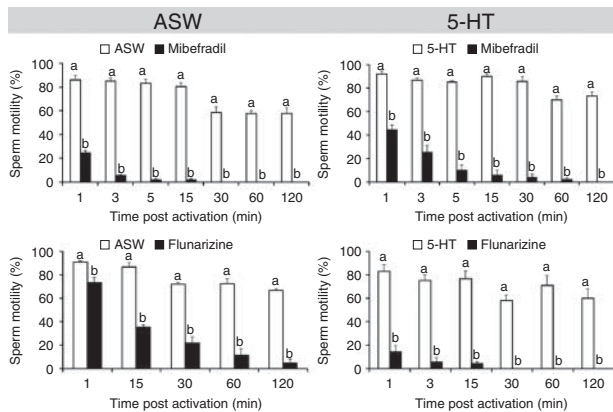 ASW 5-HT
ASW Mibefradil
Sperm motility (%)
100
80
60
40
20
0
a a a a a a a
b b b b b b b
1 3 5 15 30 60 120
Time post activation (min)
5-HT Mibefradil
Sperm motility (%)
100
80
60
40
20
0
a a a a a a a
b b b b b b b
1 3 5 15 30 60 120
Time post activation (min)
ASW Flunarizine
Sperm motility (%)
100
80
60
40
20
0
a a a a a
b b b b b
1 15 30 60 120
Time post activation (min)
5-HT Flunarizine
Sperm motility (%)
100
80
60
40
20
0
a a a a a a
b b b b b b
1 3 15 30 60 120
Time post activation (min)